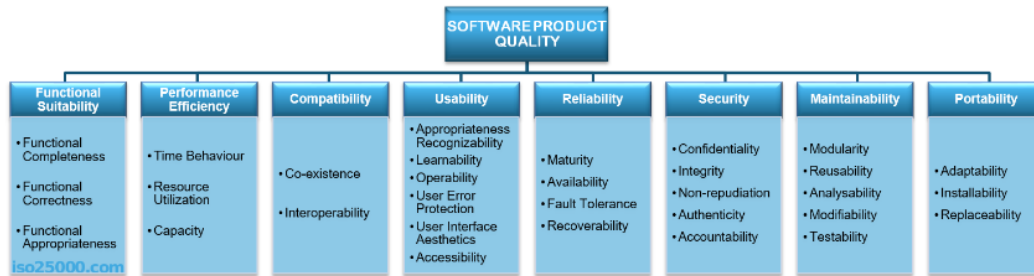 SOFTWARE PRODUCT
QUALITY
Functional
Suitability
• Functional
Completeness
• Functional
Correctness
• Functional
Appropriateness
iso25000.com
Performance
Efficiency
• Time Behaviour
• Resource
Utilization
• Capacity
Compatibility
• Co-existence
• Interoperability
Usability
• Appropriateness
Recognizability
• Learnability
• Operability
• User Error
Protection
• User Interface
Aesthetics
• Accessibility
Reliability
• Maturity
• Availability
• Fault Tolerance
• Recoverability
Security
• Confidentiality
• Integrity
• Non-repudiation
• Authenticity
• Accountability
Maintainability
• Modularity
• Reusability
• Analysability
• Modifiability
• Testability
Portability
• Adaptability
• Installability
• Replaceability